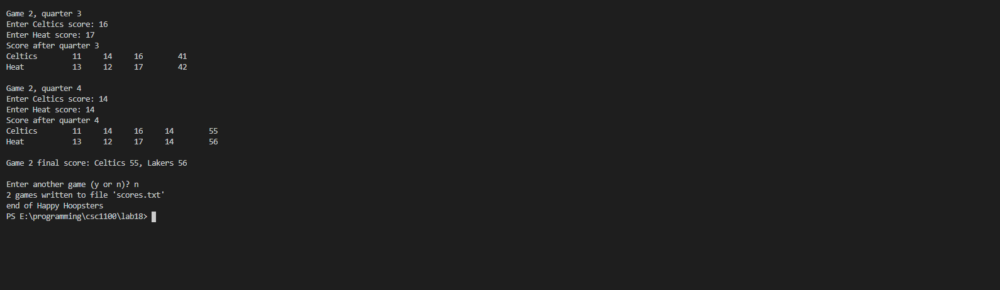 Game 2, quarter 3
Enter Celtics score: 16
Enter Heat score: 17
Score after quarter 3
Celtics        11     14     16        41
Heat           13     12     17        42
Game 2, quarter 4
Enter Celtics score: 14
Enter Heat score: 14
Score after quarter 4
Celtics        11     14     16     14        55
Heat           13     12     17     14        56
Game 2 final score: Celtics 55, Lakers 56
Enter another game (y or n)? n
2 games written to file 'scores.txt'
end of Happy Hoopsters
PS E:\programming\csc1100\lab18>